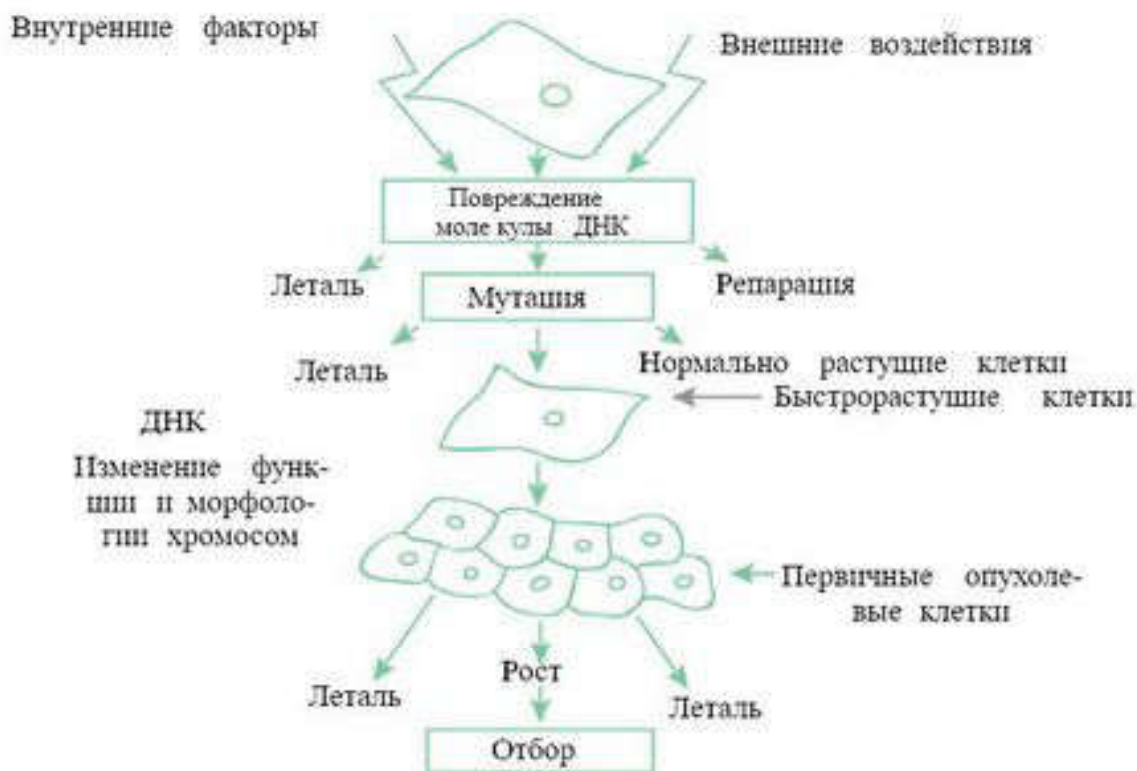 Внутренние факторы
Внешние воздействия
Повреждение
моле кулы ДНК
Леталь
Мутация
Репарация
Леталь
Нормально растущие клетки
Быстрорастущие клетки
ДНК
Изменение функ-
ции и морфоло-
гии хромосом
Первичные опухоле-
вые клетки
Рост
Леталь
Леталь
Отбор